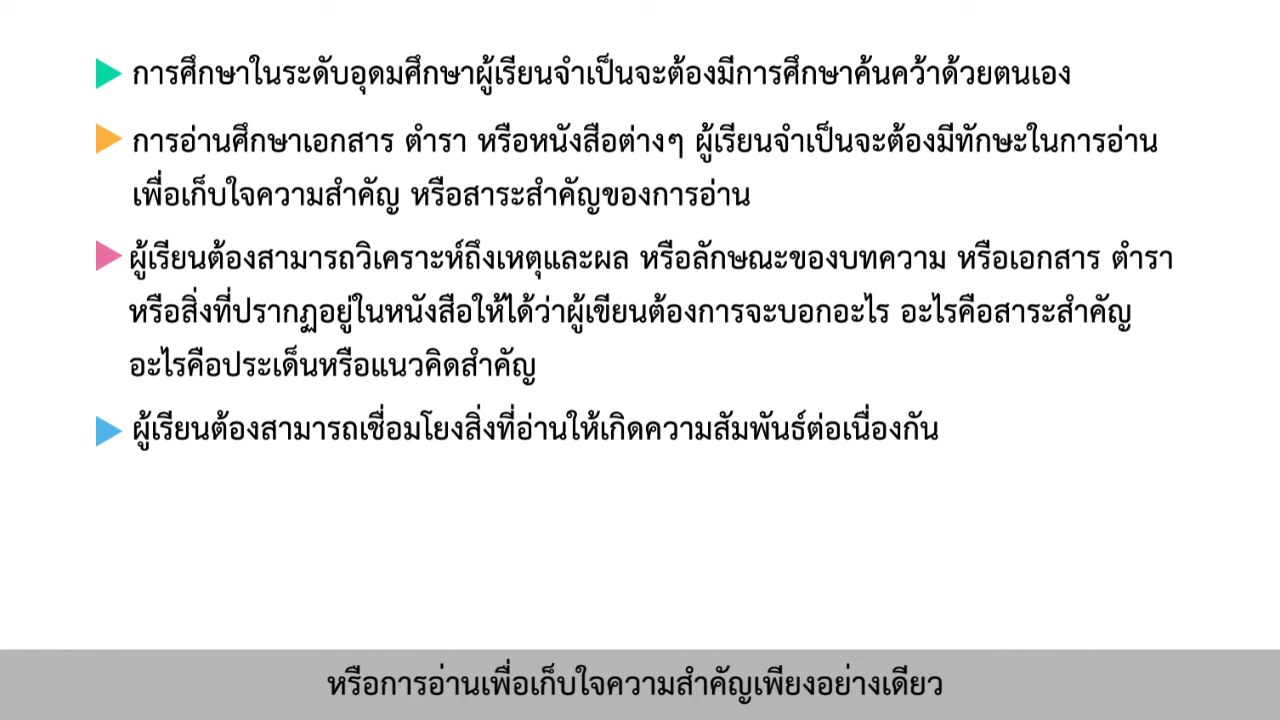 การศึกษาในระดับอุดมศึกษาผู้เรียนจำเป็นจะต้องมีการศึกษาค้นคว้าด้วยตนเอง
การอ่านศึกษาเอกสาร ตำรา หรือหนังสือต่างๆ ผู้เรียนจำเป็นจะต้องมีทักษะในการอ่าน
เพื่อเก็บใจความสำคัญ หรือสาระสำคัญของการอ่าน
ผู้เรียนต้องสามารถวิเคราะห์ถึงเหตุและผล หรือลักษณะของบทความ หรือเอกสาร ตำรา
หรือสิ่งที่ปรากฏอยู่ในหนังสือให้ได้ว่าผู้เขียนต้องการจะบอกอะไร อะไรคือสาระสำคัญ
อะไรคือประเด็นหรือแนวคิดสำคัญ
ผู้เรียนต้องสามารถเชื่อมโยงสิ่งที่อ่านให้เกิดความสัมพันธ์ต่อเนื่องกัน
หรือการอ่านเพื่อเก็บใจความสำคัญเพียงอย่างเดียว